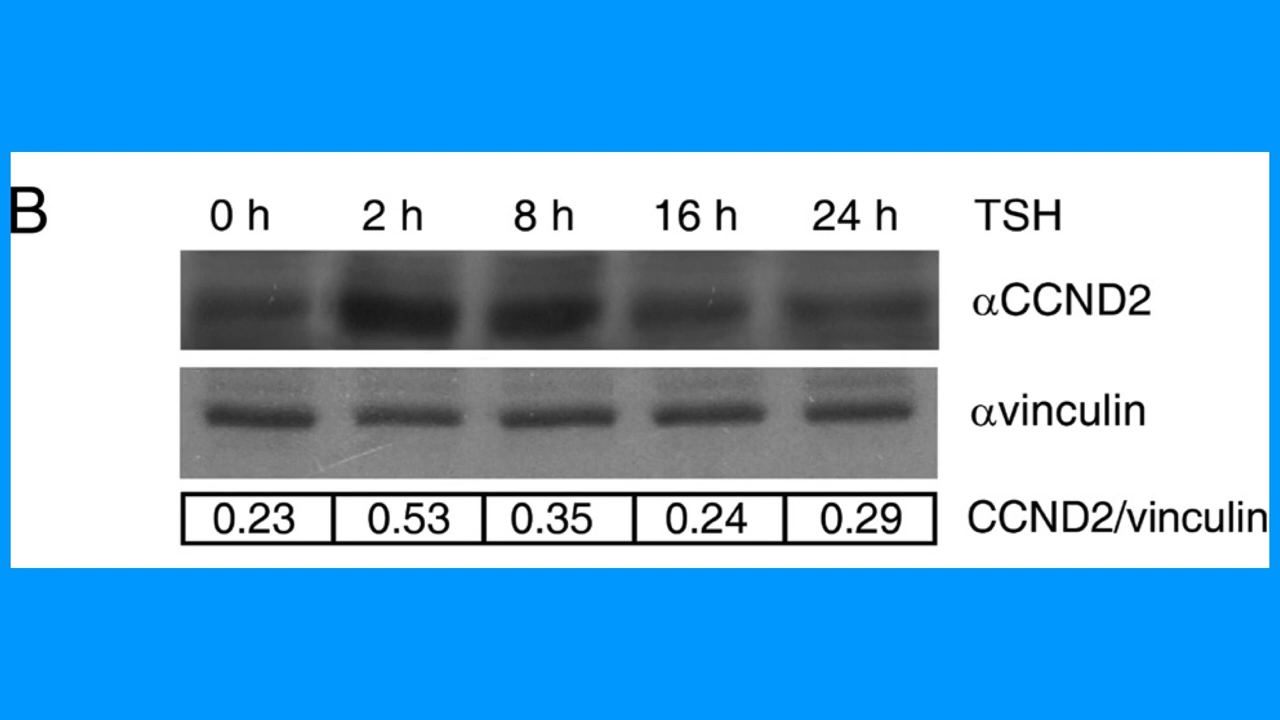 B
0 h 2 h 8 h 16 h 24 h TSH
αCCND2
αvinculin
0.23 0.53 0.35 0.24 0.29 CCND2/vinculin